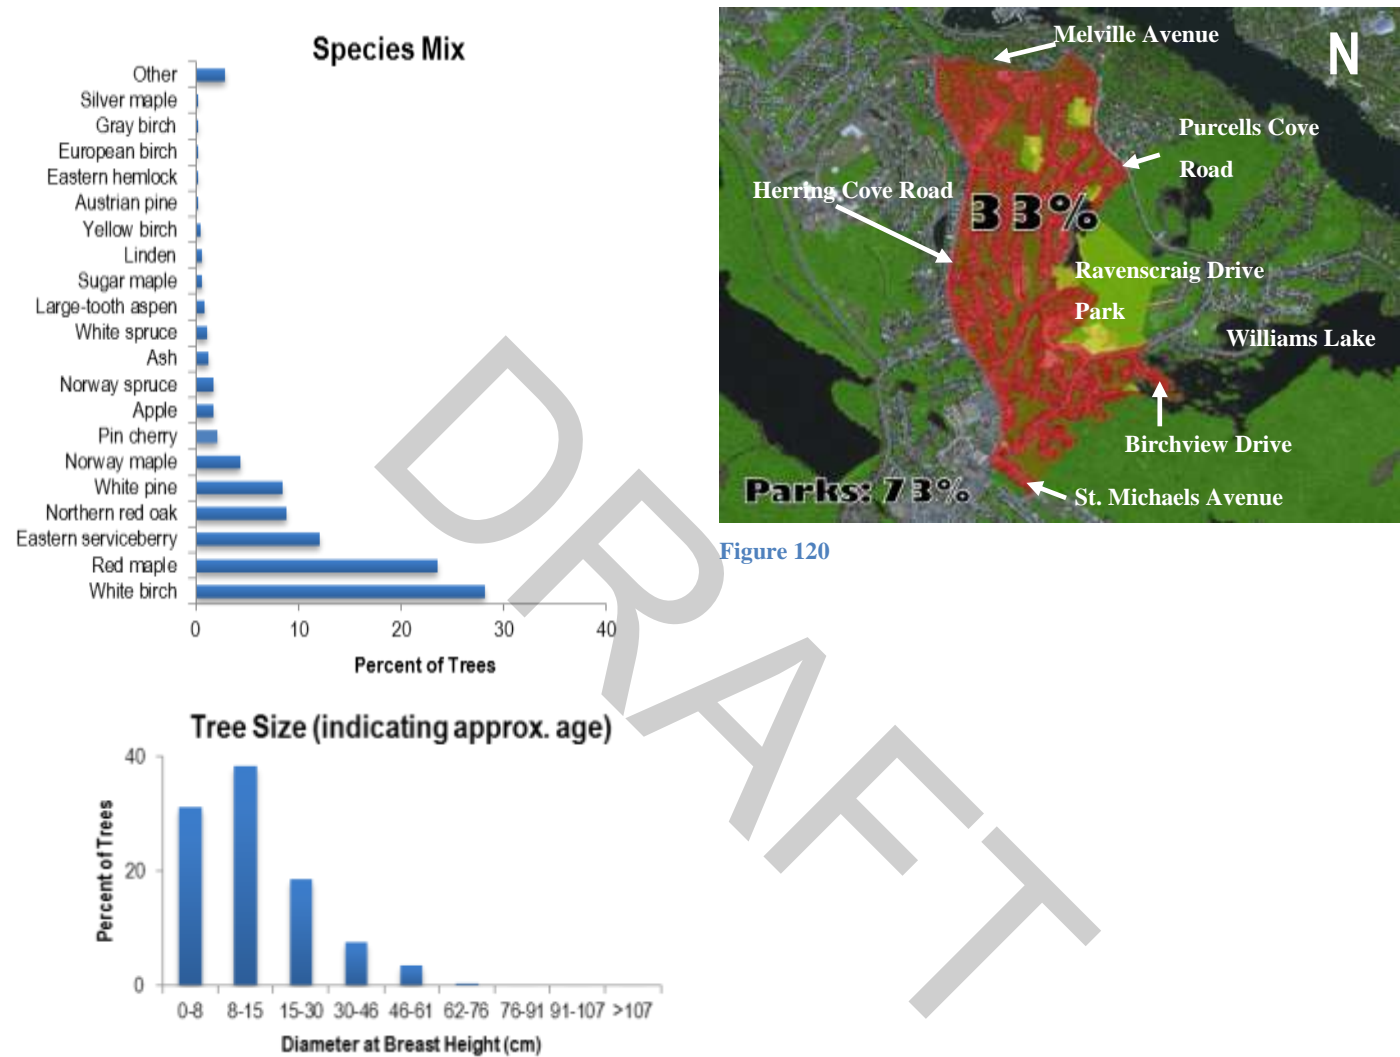 Species Mix
Other
Silver maple
Gray birch
European birch
Eastern hemlock
Austrian pine
Yellow birch
Linden
Sugar maple
Large-tooth aspen
White spruce
Ash
Norway spruce
Apple
Pin cherry
Norway maple
White pine
Northern red oak
Eastern serviceberry
Red maple
White birch
0 10 20 30 40
Percent of Trees
Melville Avenue
N
Purcells Cove
Road
Herring Cove Road
33%
Ravenscraig Drive
Park
Williams Lake
Birchview Drive
Parks: 73%
St. Michaels Avenue
Figure 120
Tree Size (indicating approx. age)
40
20
0
Percent of Trees
0-8 8-15 15-30 30-46 46-61 62-76 76-91 91-107 >107
Diameter at Breast Height (cm)
DRAFT